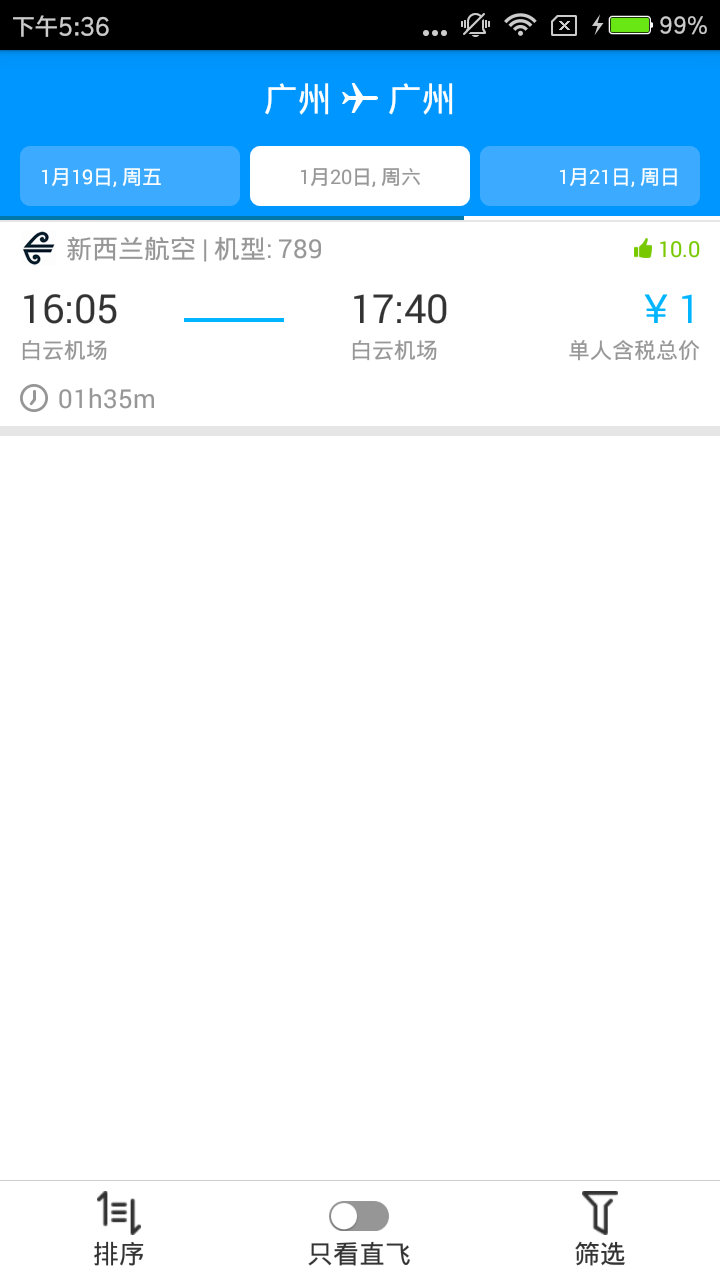 下午5:36 ... 99%
广州 广州
1月19日, 周五 1月20日, 周六 1月21日, 周日
新西兰航空 | 机型: 789 10.0
16:05 17:40 ¥ 1
白云机场 白云机场 单人含税总价
01h35m
排序 只看直飞 筛选